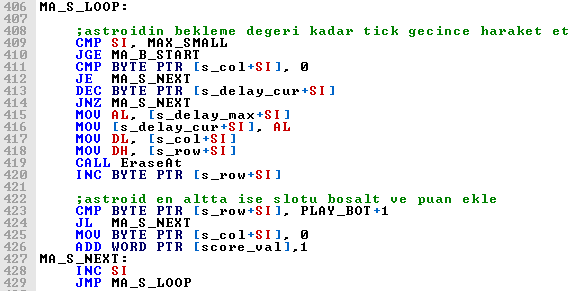 406 MA_S_LOOP:
407
408 ;astroidin bekleme degeri kadar tick gecince haraket et
409 CMP SI, MAX_SMALL
410 JGE MA_B_START
411 CMP BYTE PTR [s_col+SI], 0
412 JE MA_S_NEXT
413 DEC BYTE PTR [s_delay_cur+SI]
414 JNZ MA_S_NEXT
415 MOV AL, [s_delay_max+SI]
416 MOV [s_delay_cur+SI], AL
417 MOV DL, [s_col+SI]
418 MOV DH, [s_row+SI]
419 CALL EraseAt
420 INC BYTE PTR [s_row+SI]
421
422 ;astroid en altta ise slotu bosalt ve puan ekle
423 CMP BYTE PTR [s_row+SI], PLAY_BOT+1
424 JL MA_S_NEXT
425 MOV BYTE PTR [s_col+SI], 0
426 ADD WORD PTR [score_val],1
427 MA_S_NEXT:
428 INC SI
429 JMP MA_S_LOOP